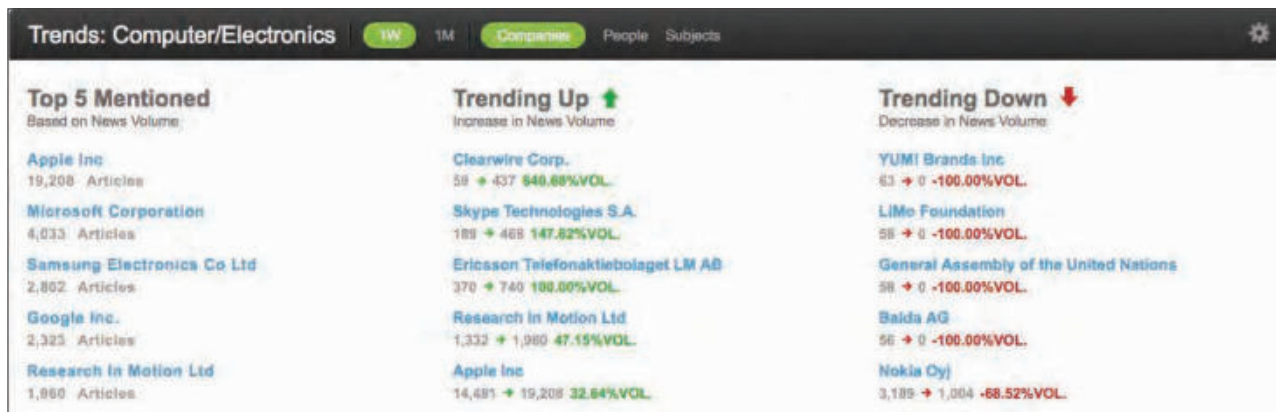 Trends: Computer/Electronics 1W 1M Companies People Subjects
Top 5 Mentioned
Based on News Volume
Apple Inc
19,208 Articles
Microsoft Corporation
4,033 Articles
Samsung Electronics Co Ltd
2,802 Articles
Google Inc.
2,323 Articles
Research In Motion Ltd
1,960 Articles
Trending Up
Increase in News Volume
Clearwire Corp.
59 → 437 640.68%VOL.
Skype Technologies S.A.
189 → 468 147.62%VOL.
Ericsson Telefonaktiebolaget LM AB
370 → 740 100.00%VOL.
Research In Motion Ltd
1,332 → 1,960 47.15%VOL.
Apple Inc
14,481 → 19,208 32.64%VOL.
Trending Down
Decrease in News Volume
YUM! Brands Inc
63 → 0 -100.00%VOL.
LiMo Foundation
58 → 0 -100.00%VOL.
General Assembly of the United Nations
58 → 0 -100.00%VOL.
Balda AG
56 → 0 -100.00%VOL.
Nokia Oyj
3,189 → 1,004 -68.52%VOL.